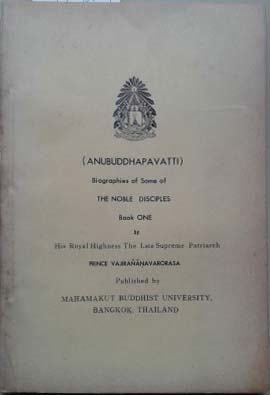 (ANUBUDDHAPAVATTI)
Biographies of Some of
THE NOBLE DISCIPLES
Book ONE
by
His Royal Highness The Late Supreme Patriarch
PRINCE VAJIRAÑĀṆAVARORASA
Published by
MAHAMAKUT BUDDHIST UNIVERSITY,
BANGKOK, THAILAND